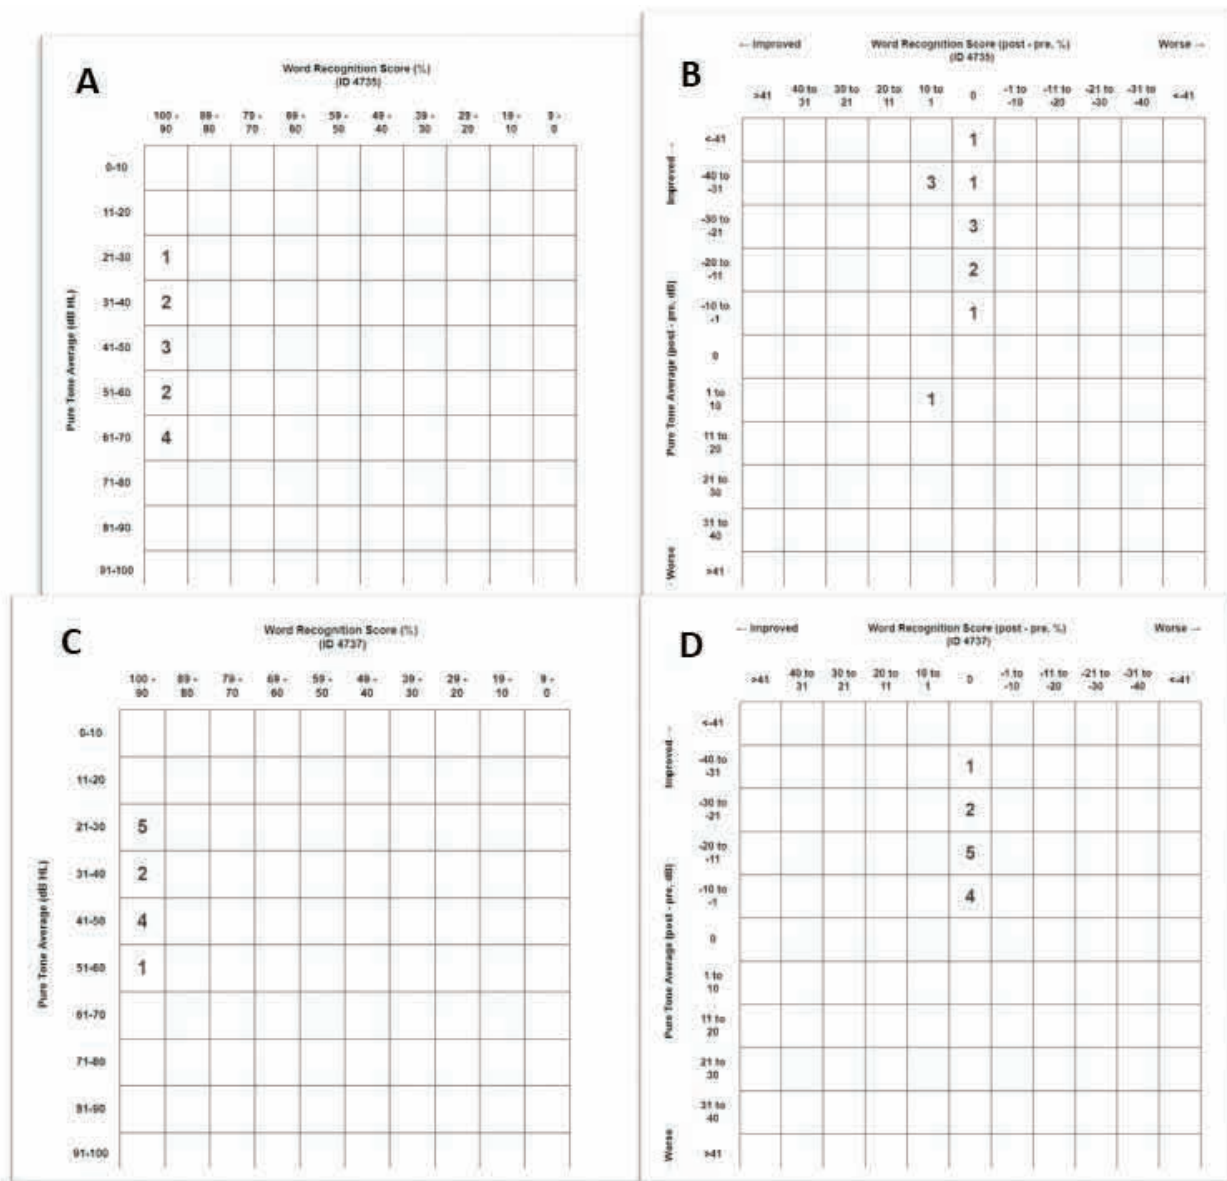 A
Word Recognition Score (%)
(ID 4735)
100 - 90 89 - 80 79 - 70 69 - 60 59 - 50 49 - 40 39 - 30 29 - 20 19 - 10 9 - 0
Pure Tone Average (dB HL)
0-10
11-20
21-30 1
31-40 2
41-50 3
51-60 2
61-70 4
71-80
81-90
91-100
B
← Improved Word Recognition Score (post - pre, %) Worse →
(ID 4735)
>41 40 to 31 30 to 21 20 to 11 10 to 1 0 -1 to -10 -11 to -20 -21 to -30 -31 to -40 <-41
Improved →
Pure Tone Average (post - pre, dB)
Worse
<-41 1
-40 to -31 3 1
-30 to -21 3
-20 to -11 2
-10 to -1 1
0
1 to 10 1
11 to 20
21 to 30
31 to 40
>41
C
Word Recognition Score (%)
(ID 4737)
100 - 90 89 - 80 79 - 70 69 - 60 59 - 50 49 - 40 39 - 30 29 - 20 19 - 10 9 - 0
Pure Tone Average (dB HL)
0-10
11-20
21-30 5
31-40 2
41-50 4
51-60 1
61-70
71-80
81-90
91-100
D
← Improved Word Recognition Score (post - pre, %) Worse →
(ID 4737)
>41 40 to 31 30 to 21 20 to 11 10 to 1 0 -1 to -10 -11 to -20 -21 to -30 -31 to -40 <-41
Improved →
Pure Tone Average (post - pre, dB)
Worse
<-41
-40 to -31 1
-30 to -21 2
-20 to -11 5
-10 to -1 4
0
1 to 10
11 to 20
21 to 30
31 to 40
>41